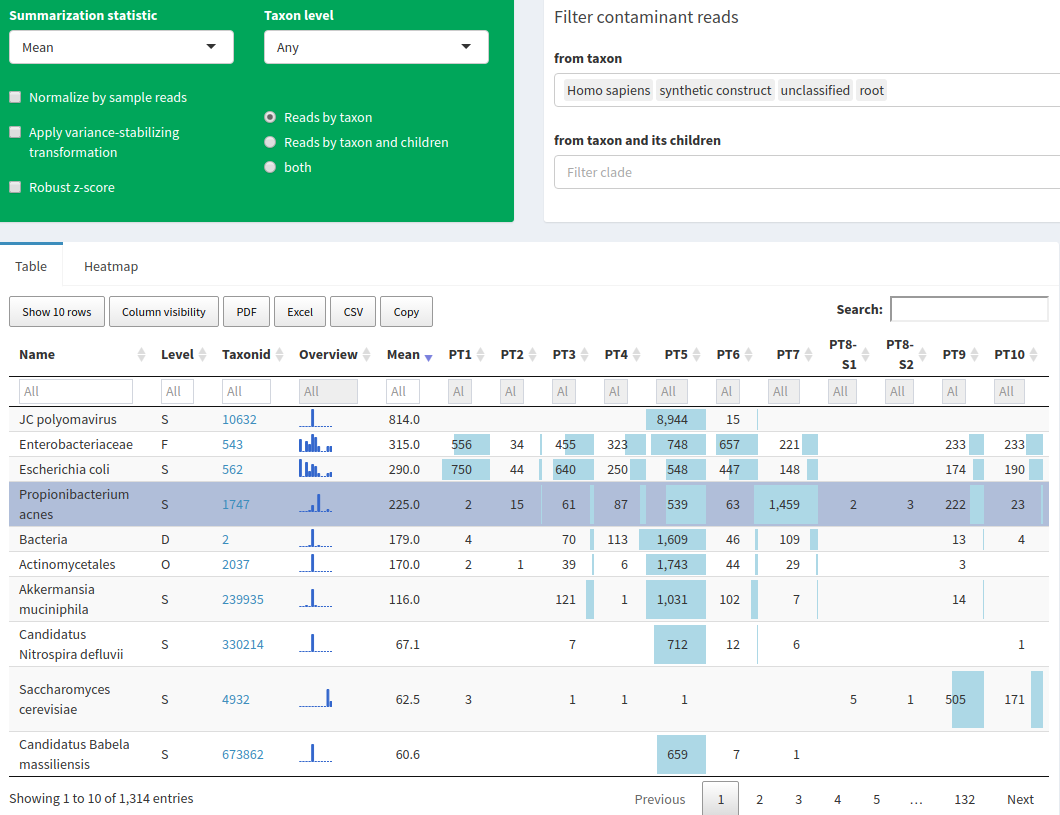 Summarization statistic
Taxon level
Mean
Any
Normalize by sample reads
Apply variance-stabilizing
transformation
Robust z-score
Reads by taxon
Reads by taxon and children
both
Filter contaminant reads
from taxon
Homo sapiens synthetic construct unclassified root
from taxon and its children
Filter clade
Table Heatmap
Show 10 rows Column visibility PDF Excel CSV Copy
Search:
Name Level Taxonid Overview Mean PT1 PT2 PT3 PT4 PT5 PT6 PT7 PT8-S1 PT8-S2 PT9 PT10
All All All All All Al Al Al Al All Al All All All Al All
JC polyomavirus S 10632 814.0 8,944 15
Enterobacteriaceae F 543 315.0 556 34 455 323 748 657 221 233 233
Escherichia coli S 562 290.0 750 44 640 250 548 447 148 174 190
Propionibacterium
acnes S 1747 225.0 2 15 61 87 539 63 1,459 2 3 222 23
Bacteria D 2 179.0 4 70 113 1,609 46 109 13 4
Actinomycetales O 2037 170.0 2 1 39 6 1,743 44 29 3
Akkermansia
muciniphila S 239935 116.0 121 1 1,031 102 7 14
Candidatus
Nitrospira defluvii S 330214 67.1 7 712 12 6 1
Saccharomyces
cerevisiae S 4932 62.5 3 1 1 1 5 1 505 171
Candidatus Babela
massiliensis S 673862 60.6 659 7 1
Showing 1 to 10 of 1,314 entries
Previous 1 2 3 4 5 … 132 Next